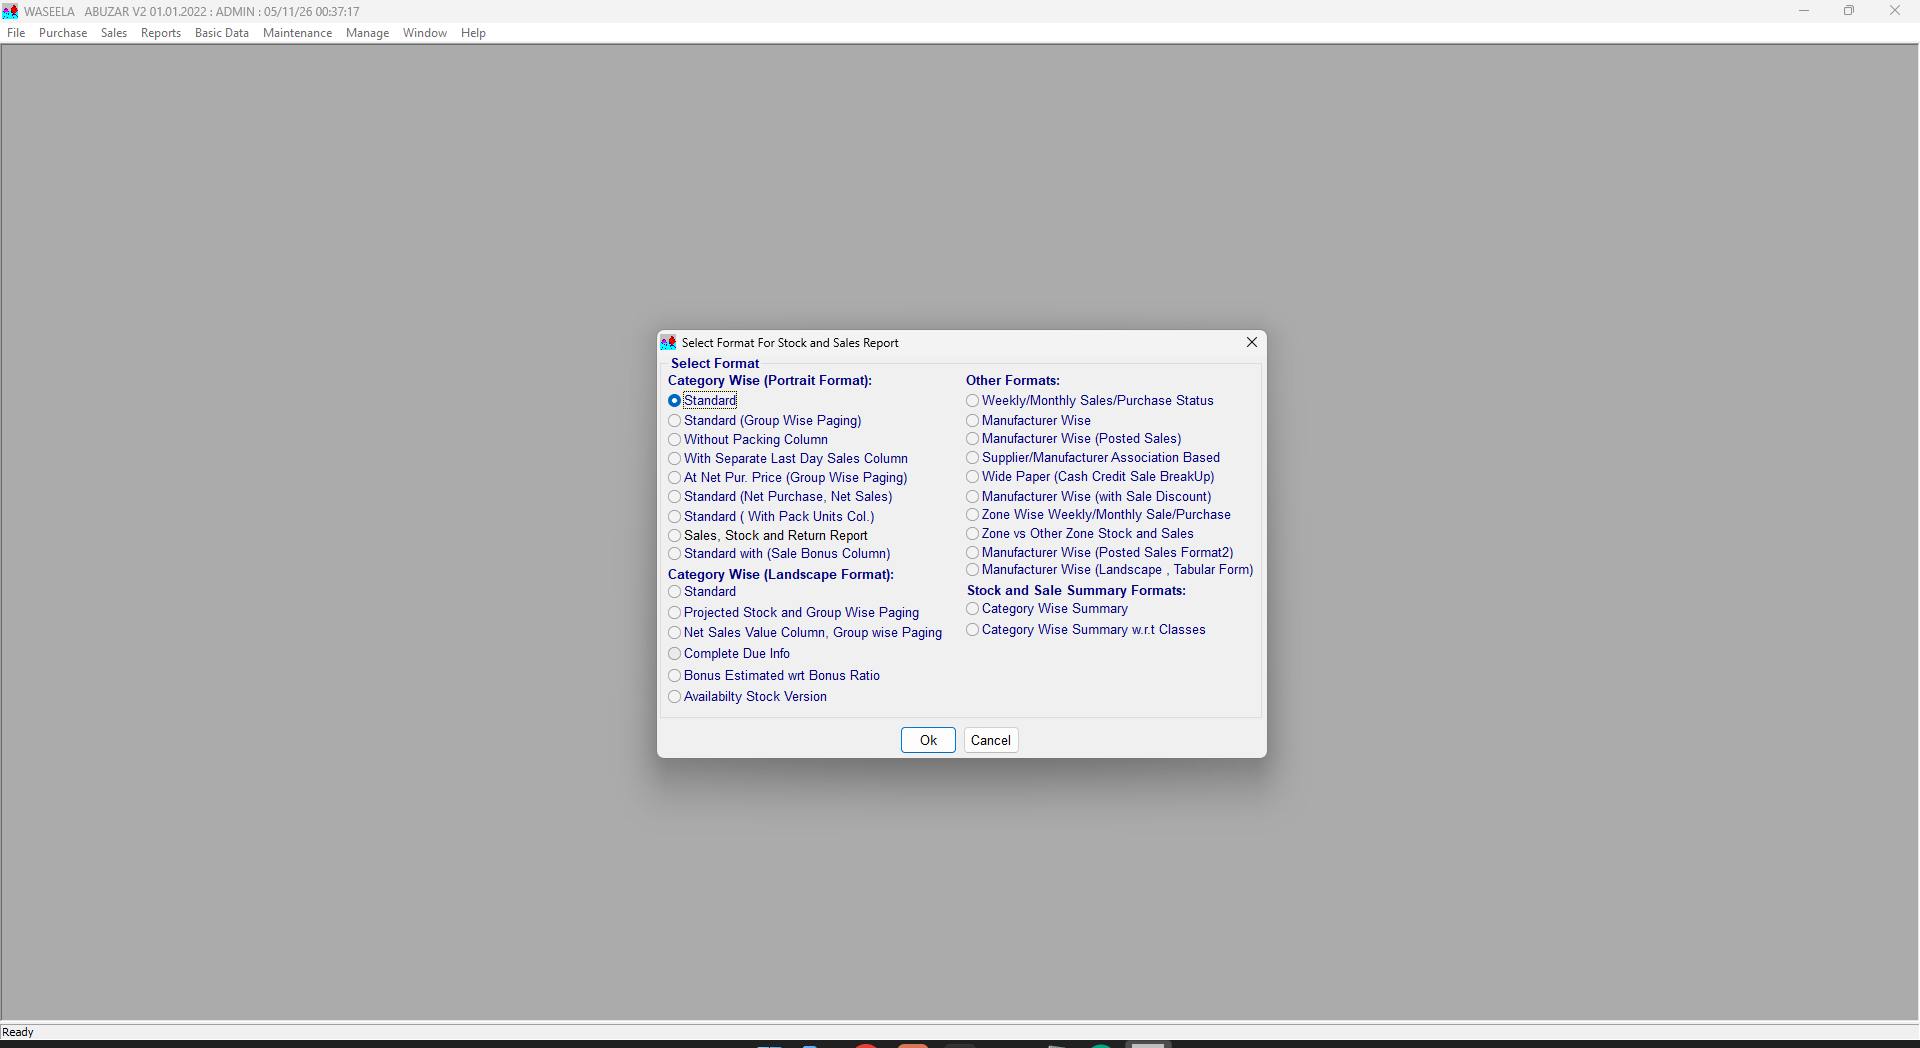 WASEELA   ABUZAR V2 01.01.2022 : ADMIN : 05/11/26 00:37:17
File   Purchase   Sales   Reports   Basic Data   Maintenance   Manage   Window   Help
Select Format For Stock and Sales Report
Select Format
Category Wise (Portrait Format):
Standard
Standard (Group Wise Paging)
Without Packing Column
With Separate Last Day Sales Column
At Net Pur. Price (Group Wise Paging)
Standard (Net Purchase, Net Sales)
Standard ( With Pack Units Col.)
Sales, Stock and Return Report
Standard with (Sale Bonus Column)
Category Wise (Landscape Format):
Standard
Projected Stock and Group Wise Paging
Net Sales Value Column, Group wise Paging
Complete Due Info
Bonus Estimated wrt Bonus Ratio
Availabilty Stock Version
Other Formats:
Weekly/Monthly Sales/Purchase Status
Manufacturer Wise
Manufacturer Wise (Posted Sales)
Supplier/Manufacturer Association Based
Wide Paper (Cash Credit Sale BreakUp)
Manufacturer Wise (with Sale Discount)
Zone Wise Weekly/Monthly Sale/Purchase
Zone vs Other Zone Stock and Sales
Manufacturer Wise (Posted Sales Format2)
Manufacturer Wise (Landscape , Tabular Form)
Stock and Sale Summary Formats:
Category Wise Summary
Category Wise Summary w.r.t Classes
Ok   Cancel
Ready